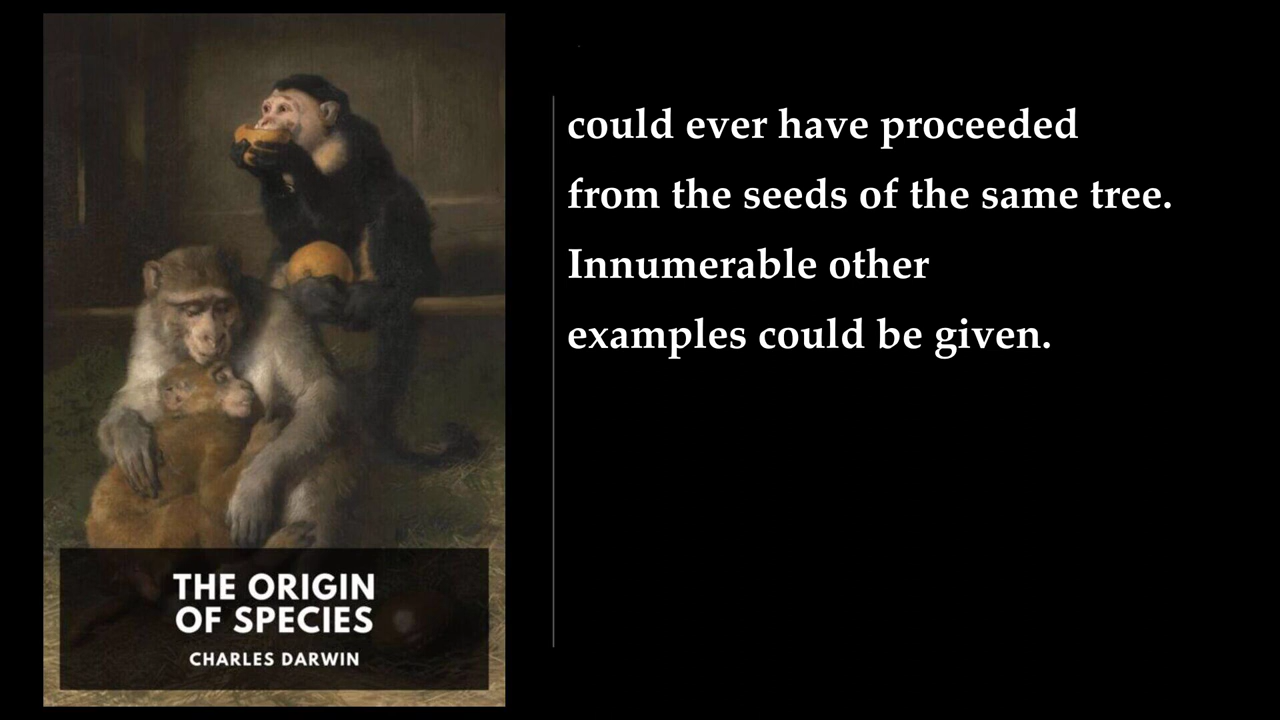 could ever have proceeded
from the seeds of the same tree.
Innumerable other
examples could be given.
THE ORIGIN
OF SPECIES
CHARLES DARWIN